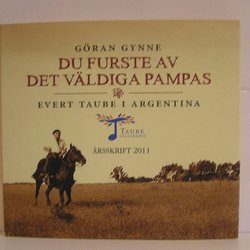 GÖRAN GYNNE
DU FURSTE AV
DET VÄLDIGA PAMPAS
EVERT TAUBE I ARGENTINA
TAUBE
ÅRSSKRIFT 2011